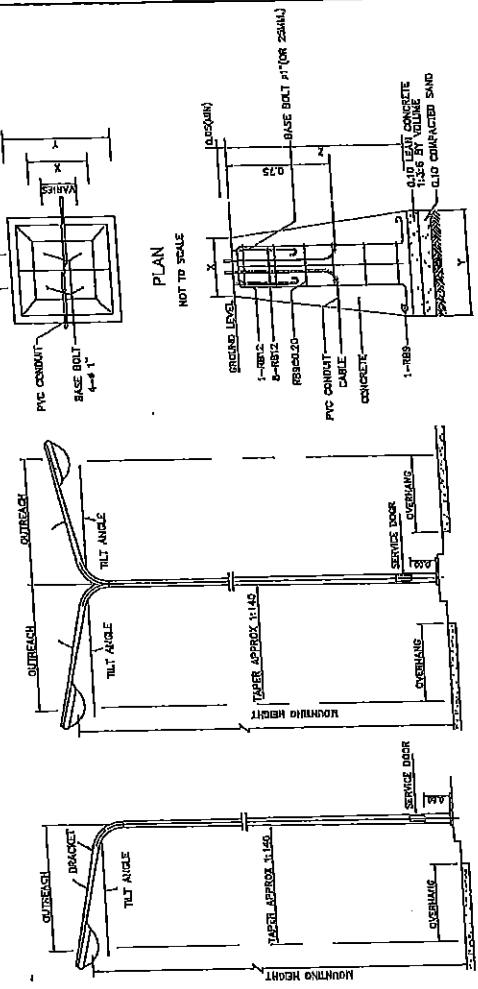 OUTREACH
BRACKET
TILT ANGLE
MOUNTING HEIGHT
TAPER APPROX 1:140
OVERHANG
SERVICE DOOR
OUTREACH
OUTREACH
TILT ANGLE
TILT ANGLE
MOUNTING HEIGHT
TAPER APPROX 1:140
OVERHANG
OVERHANG
SERVICE DOOR
PVC CONDUIT
BASE BOLT
VARIES
X
Y
PLAN
NOT TO SCALE
GROUND LEVEL
X
0.05(MIN)
0.75
Z
1-RB12
8-RB12
RB9@0.20
PVC CONDUIT
CABLE
CONCRETE
1-RB9
BASE BOLT ø1"(OR 25MM.)
0.10 LEAN CONCRETE
1:3:6 BY VOLUME
0.10 COMPACTED SAND
Y